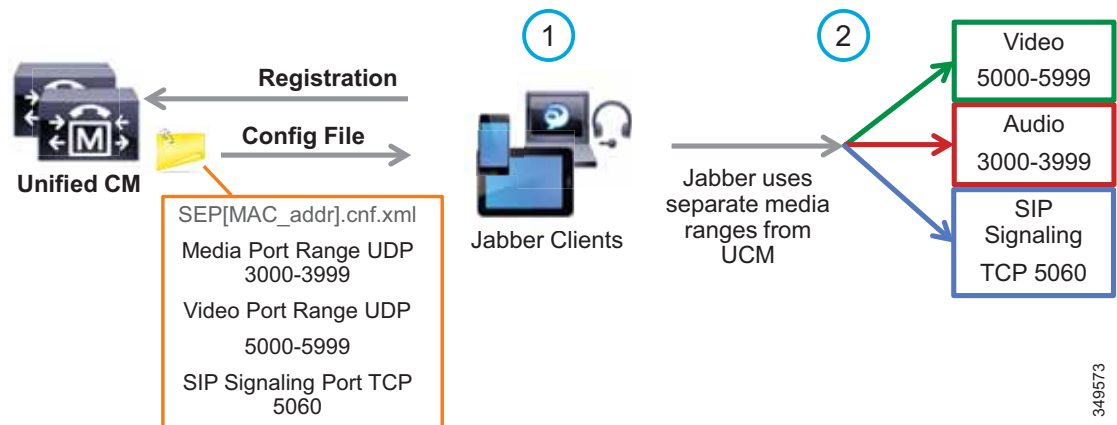 1
2
Registration
Config File
Unified CM
M
SEP[MAC_addr].cnf.xml
Media Port Range UDP
3000-3999
Video Port Range UDP
5000-5999
SIP Signaling Port TCP
5060
Jabber Clients
Jabber uses
separate media
ranges from
UCM
Video
5000-5999
Audio
3000-3999
SIP
Signaling
TCP 5060
349573